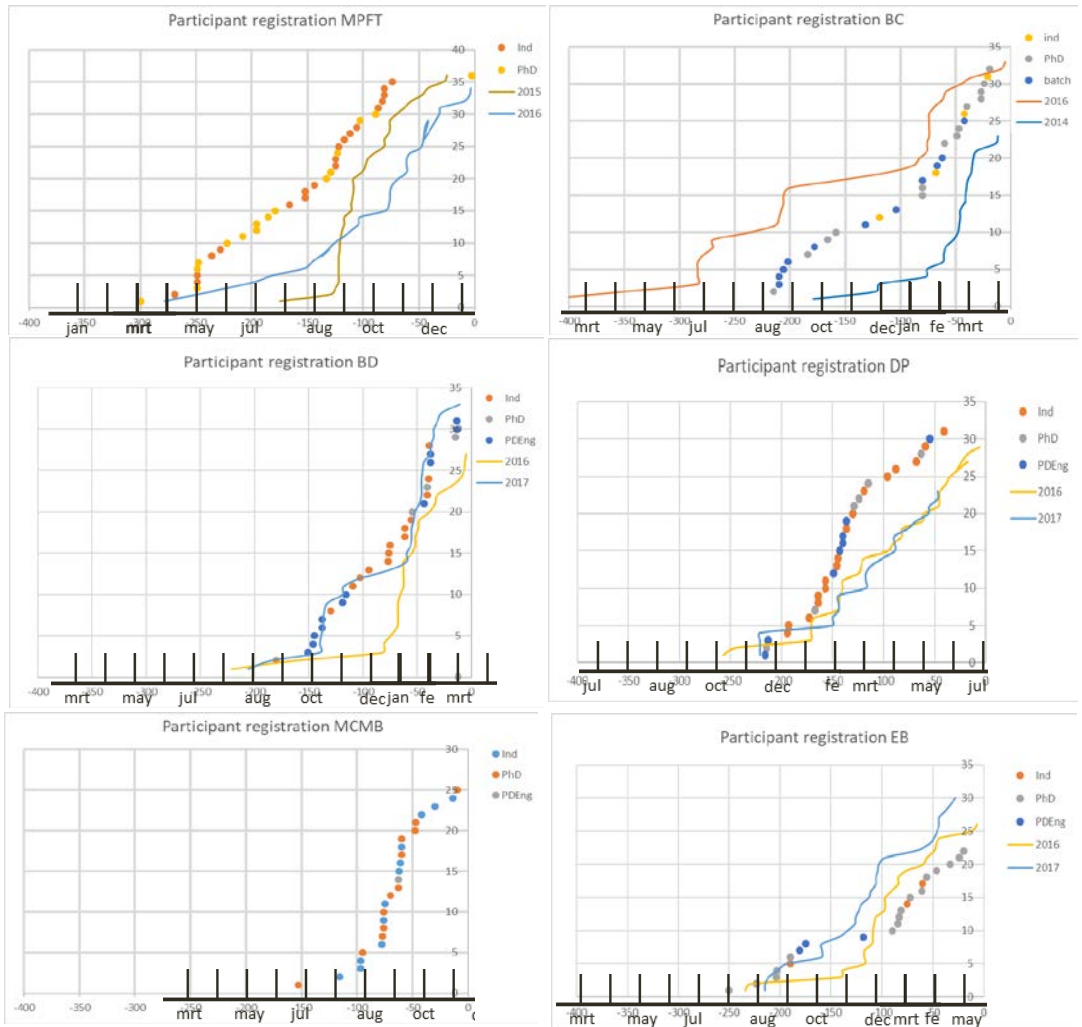 Participant registration MPFT
40
35
30
25
20
15
10
5
0
-400 -350 -300 -250 -200 -150 -100 -50 0
jan mrt may jul aug oct dec
Ind
PhD
2015
2016
Participant registration BC
35
30
25
20
15
10
5
0
-400 -350 -300 -250 -200 -150 -100 -50 0
mrt may jul aug oct dec jan fe mrt
ind
PhD
batch
2016
2014
Participant registration BD
35
30
25
20
15
10
5
0
-400 -350 -300 -250 -200 -150 -100 -50 0
mrt may jul aug oct dec jan fe mrt
Ind
PhD
PDEng
2016
2017
Participant registration DP
35
30
25
20
15
10
5
0
-400 -350 -300 -250 -200 -150 -100 -50 0
jul aug oct dec fe mrt may jul
Ind
PhD
PDEng
2016
2017
Participant registration MCMB
30
25
20
15
10
5
0
-400 -350 -300 -250 -200 -150 -100 -50 0
mrt may jul aug oct
Ind
PhD
PDEng
Participant registration EB
35
30
25
20
15
10
5
0
-400 -350 -300 -250 -200 -150 -100 -50 0
mrt mrt jul aug oct dec mrt fe may
Ind
PhD
PDEng
2016
2017